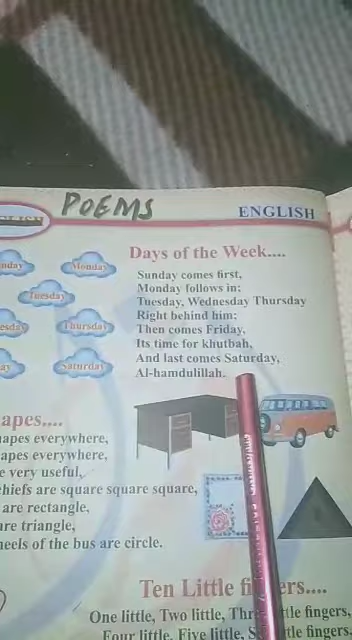 POEMS
ENGLISH
Days of the Week....
Monday
Tuesday
Thursday
Saturday
Sunday comes first,
Monday follows in;
Tuesday, Wednesday Thursday
Right behind him;
Then comes Friday,
Its time for khutbah,
And last comes Saturday,
Al-hamdulillah.
apes....
apes everywhere,
apes everywhere,
e very useful,
chiefs are square square square,
are rectangle,
are triangle,
heels of the bus are circle.
Ten Little fi ers....
One little, Two little, ttle fingers,
Four little, Five little, ttle fingers,